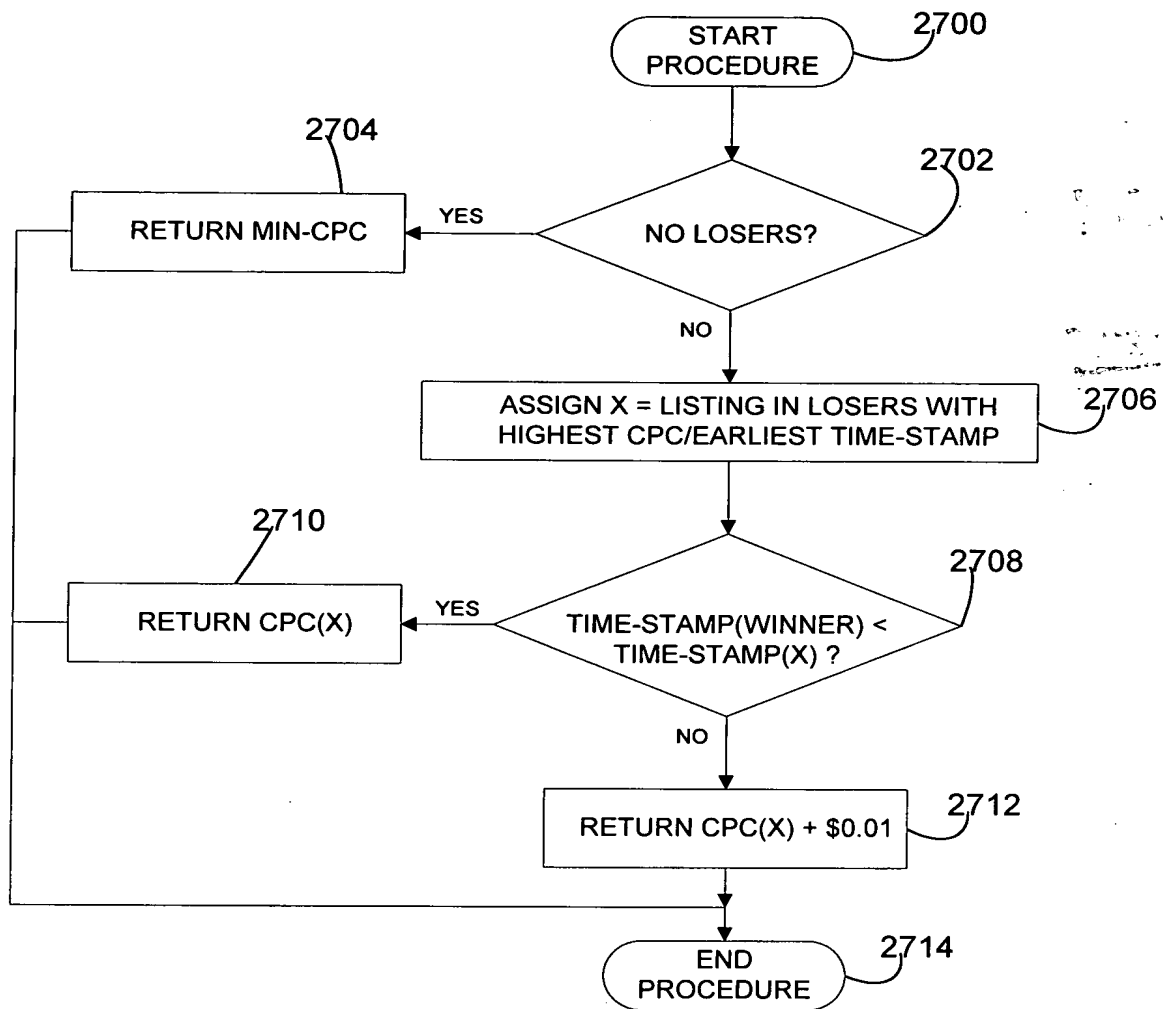 START
PROCEDURE
2700
2704
2702
RETURN MIN-CPC
YES
NO LOSERS?
NO
2706
ASSIGN X = LISTING IN LOSERS WITH
HIGHEST CPC/EARLIEST TIME-STAMP
2710
2708
RETURN CPC(X)
YES
TIME-STAMP(WINNER) <
TIME-STAMP(X) ?
NO
2712
RETURN CPC(X) + $0.01
2714
END
PROCEDURE